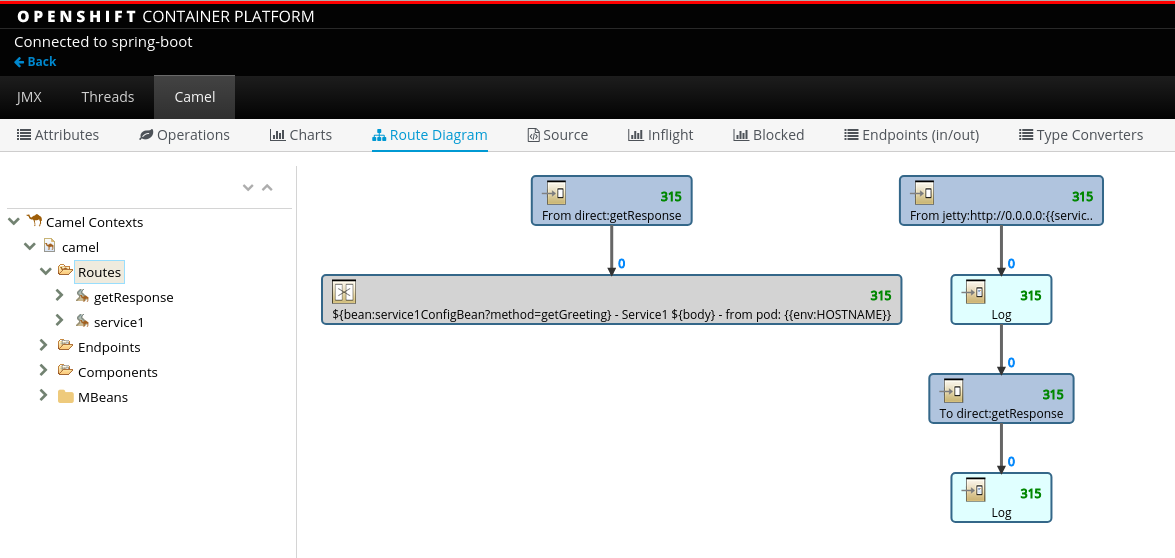 OPENSHIFT CONTAINER PLATFORM
Connected to spring-boot
Back
JMX Threads Camel
Attributes Operations Charts Route Diagram Source Inflight Blocked Endpoints (in/out) Type Converters
Camel Contexts
camel
Routes
getResponse
service1
Endpoints
Components
MBeans
315
From direct:getResponse
0
315
${bean:service1ConfigBean?method=getGreeting} - Service1 ${body} - from pod: {{env:HOSTNAME}}
315
From jetty:http://0.0.0.0:{{servic..
0
315
Log
0
315
To direct:getResponse
0
315
Log